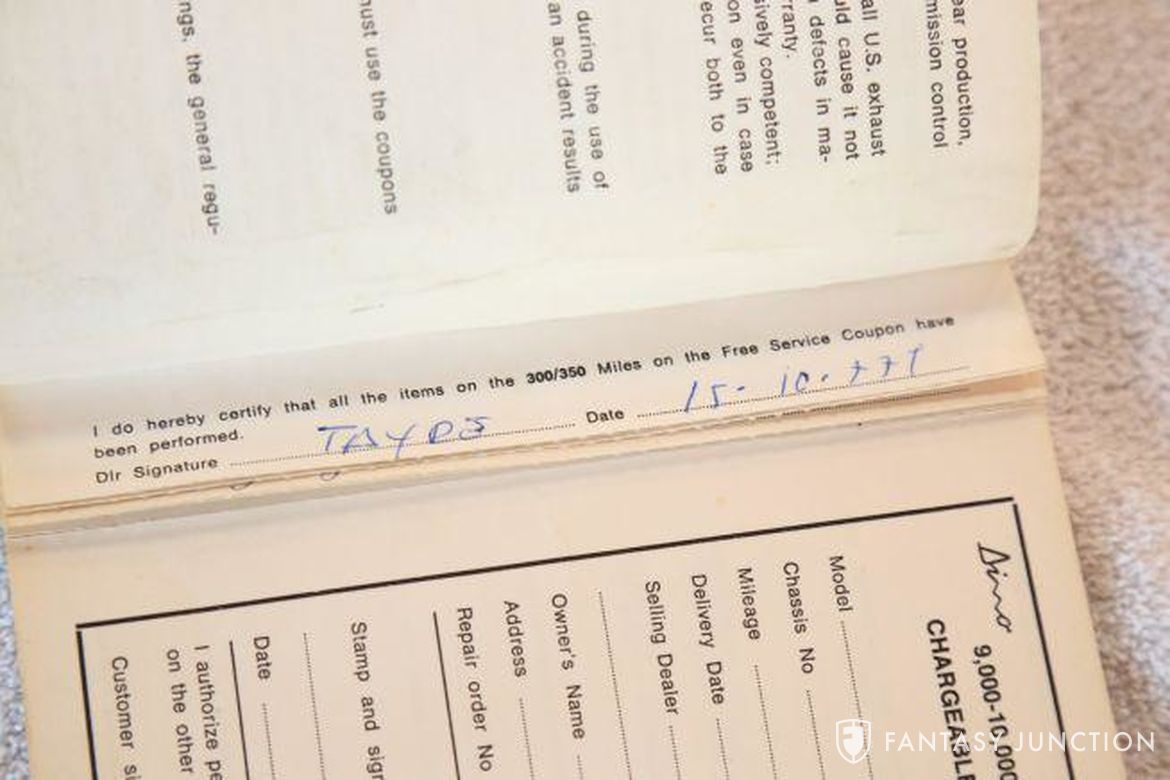 ear production,
mission control
all U.S. exhaust
uld cause it not
defects in ma-
rranty.
sively competent;
on even in case
ecur both to the
during the use of
an accident results
nust use the coupons
ngs, the general regu-
I do hereby certify that all the items on the 300/350 Miles on the Free Service Coupon have
been performed.
Dlr Signature Date 15-10-
Dino
9,000-10,000
CHARGEABLE
Model
Chassis No
Mileage
Delivery Date
Selling Dealer
Owner's Name
Address
Repair order No
Stamp and sign
Date
I authorize pe
on the other
Customer si
FANTASY JUNCTION